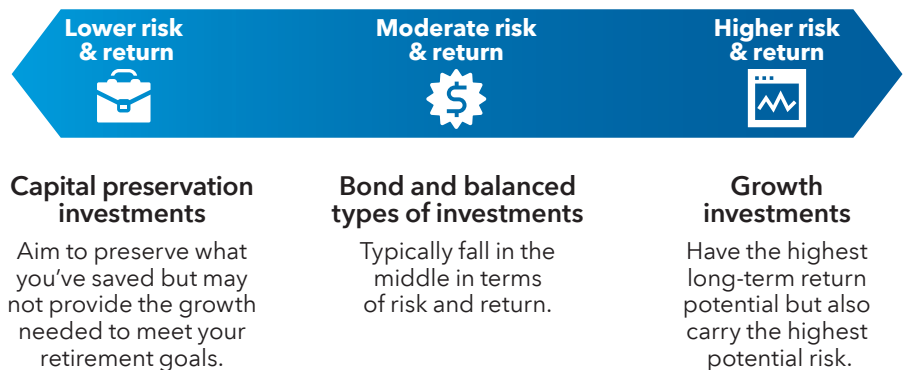 Lower risk
& return
Moderate risk
& return
Higher risk
& return
$
Capital preservation
investments
Aim to preserve what
you’ve saved but may
not provide the growth
needed to meet your
retirement goals.
Bond and balanced
types of investments
Typically fall in the
middle in terms
of risk and return.
Growth
investments
Have the highest
long-term return
potential but also
carry the highest
potential risk.